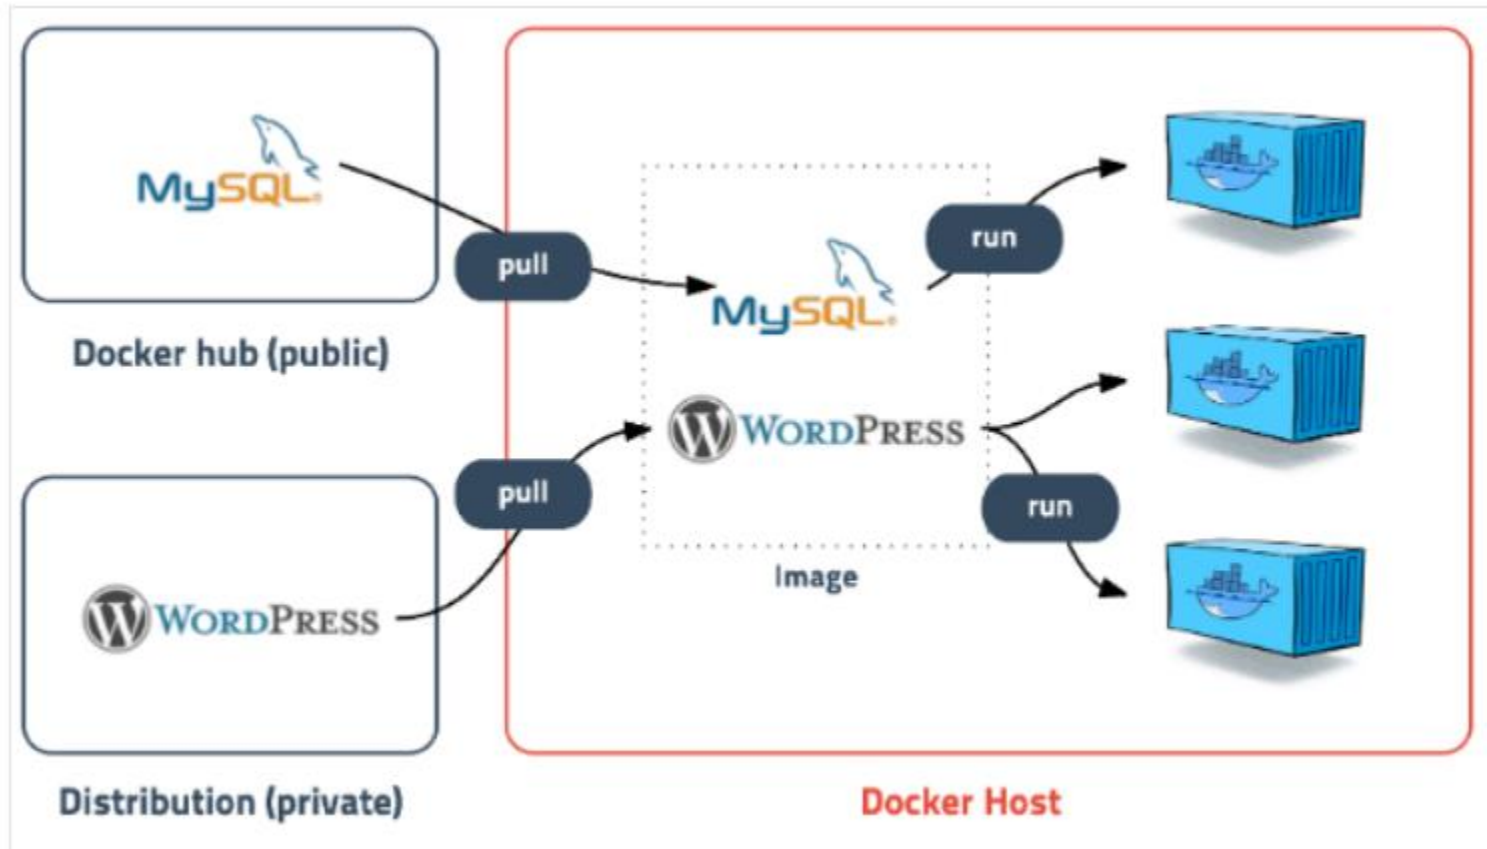 MySQL®
Docker hub (public)
pull
MySQL®
run
WORDPRESS
pull
run
Image
WORDPRESS
Distribution (private)
Docker Host